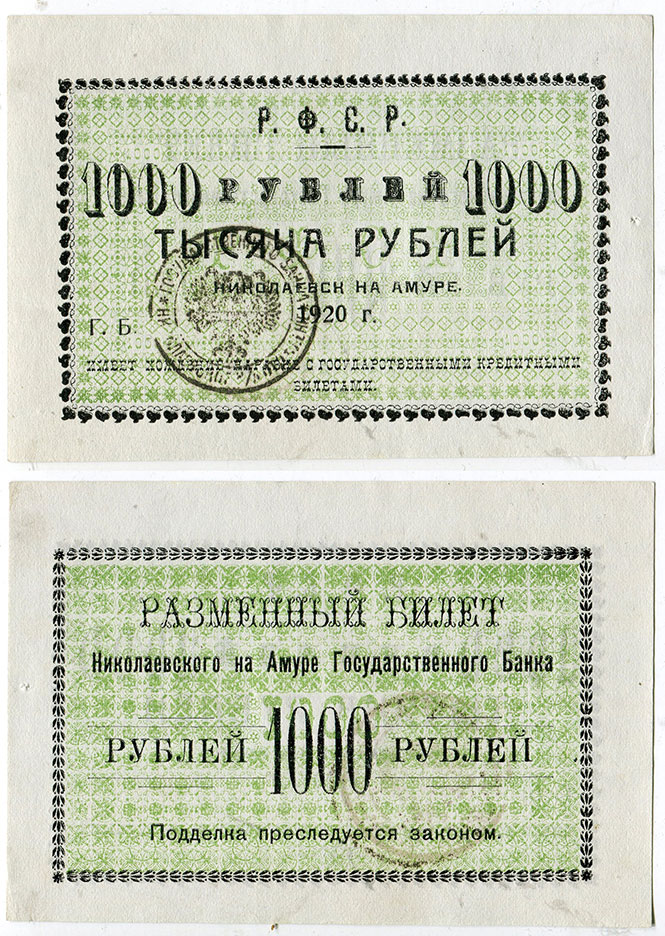 Р. Ф. С. Р.
1000 РУБЛЕЙ 1000
ТЫСЯЧА РУБЛЕЙ
НИКОЛАЕВСК НА АМУРЕ.
1920 г.
Г. Б
ИМЕЕТ ХОЖДЕНИЕ НАРАВНЕ С ГОСУДАРСТВЕННЫМИ КРЕДИТНЫМИ
БИЛЕТАМИ.
РАЗМЕННЫЙ БИЛЕТ
Николаевского на Амуре Государственного Банка
РУБЛЕЙ 1000 РУБЛЕЙ
Подделка преследуется законом.